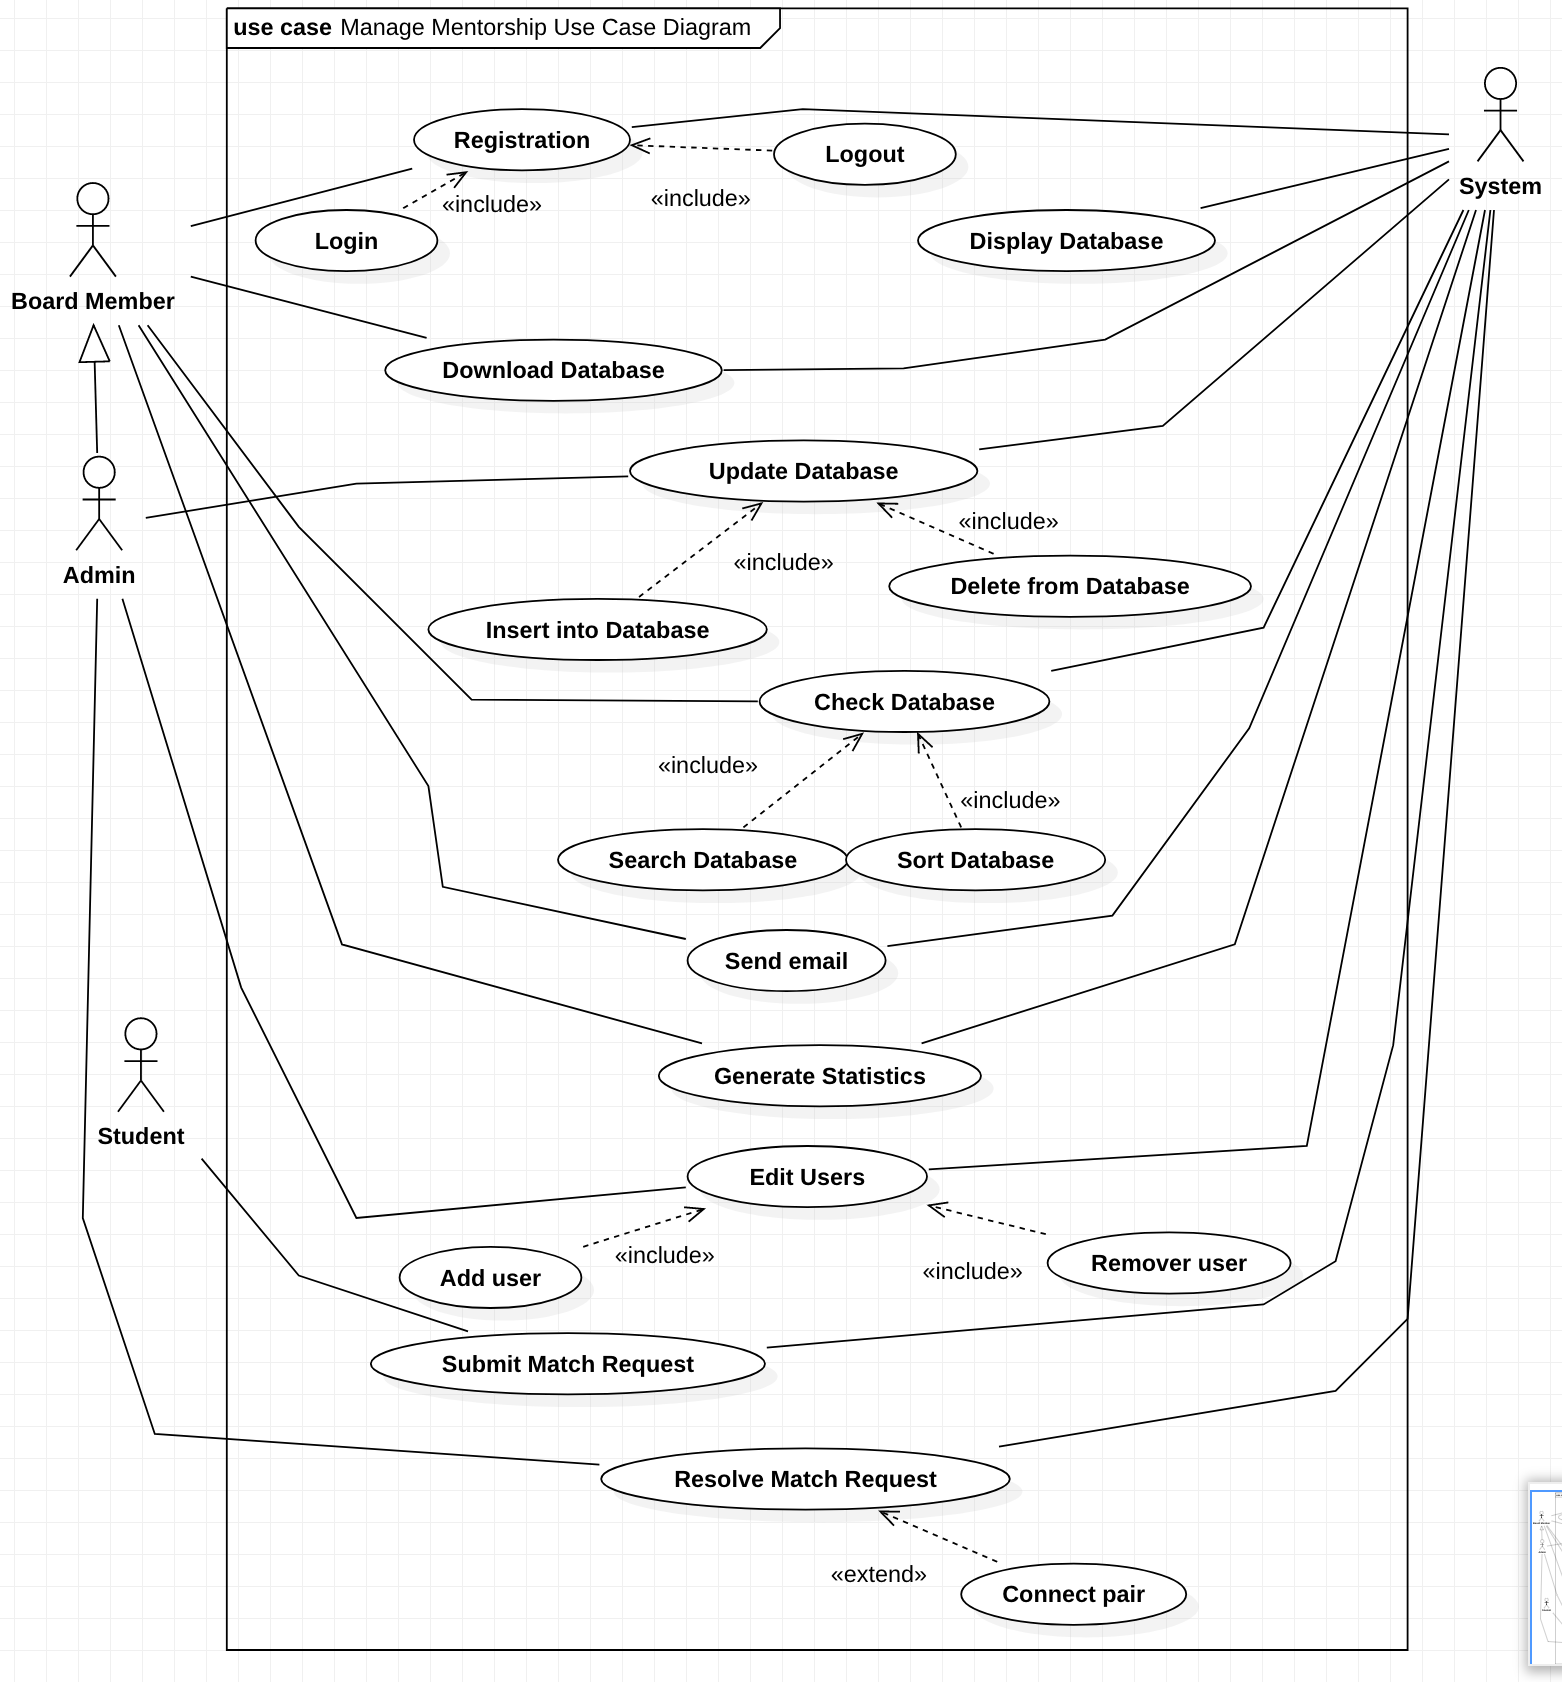 use case Manage Mentorship Use Case Diagram
Registration
Logout
System
«include»
«include»
Login
Display Database
Board Member
Download Database
Update Database
«include»
«include»
Admin
Delete from Database
Insert into Database
Check Database
«include»
«include»
Search Database
Sort Database
Send email
Generate Statistics
Student
Edit Users
«include»
«include»
Remover user
Add user
Submit Match Request
Resolve Match Request
«extend»
Connect pair